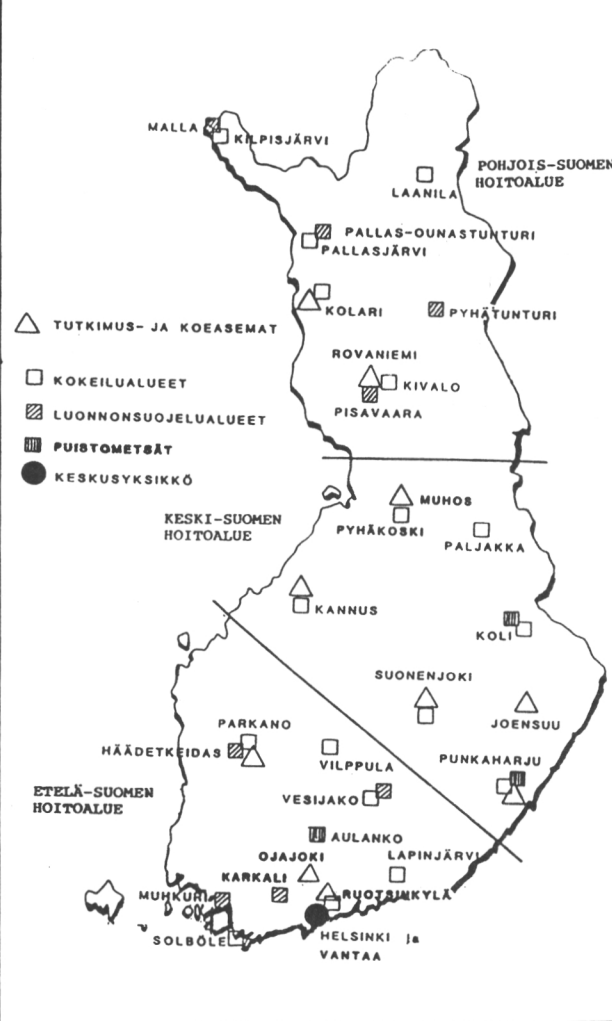 MALLA
KILPISJÄRVI
POHJOIS-SUOMEN
HOITOALUE
LAANILA
PALLAS-OUNASTUNTURI
PALLASJÄRVI
KOLARI
PYHÄTUNTURI
TUTKIMUS- JA KOEASEMAT
ROVANIEMI
KOKEILUALUEET
KIVALO
LUONNONSUOJELUALUEET
PISAVAARA
PUISTOMETSÄT
KESKUSYKSIKKÖ
MUHOS
KESKI-SUOMEN
HOITOALUE
PYHÄKOSKI
PALJAKKA
KANNUS
KOLI
SUONENJOKI
JOENSUU
PARKANO
HÄÄDETKEIDAS
VILPPULA
PUNKAHARJU
ETELÄ-SUOMEN
HOITOALUE
VESIJAKO
AULANKO
OJAJOKI
LAPINJÄRVI
KARKALI
MUHKURI
RUOTSINKYLÄ
SOLBÖLE
HELSINKI ja
VANTAA